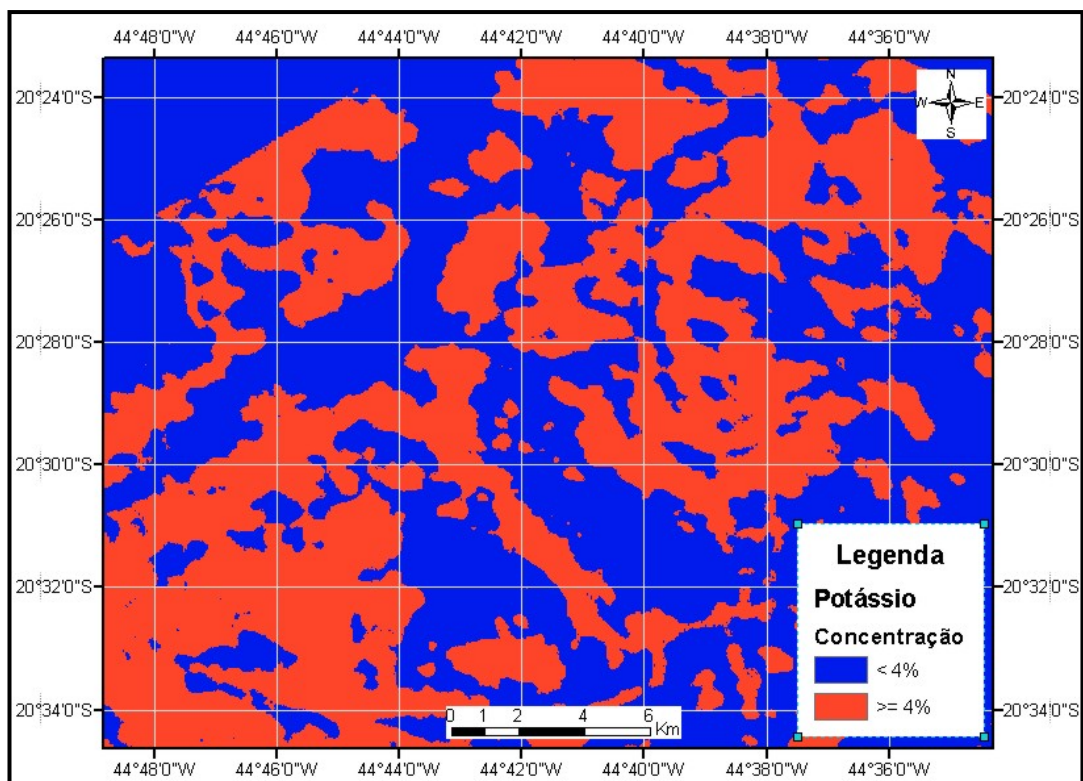 44°48'0"W 44°46'0"W 44°44'0"W 44°42'0"W 44°40'0"W 44°38'0"W 44°36'0"W
N
W E
S
20°24'0"S 20°24'0"S
20°26'0"S 20°26'0"S
20°28'0"S 20°28'0"S
20°30'0"S 20°30'0"S
20°32'0"S 20°32'0"S
20°34'0"S 20°34'0"S
Legenda
Potássio
Concentração
< 4%
>= 4%
0 1 2 4 6
Km
44°48'0"W 44°46'0"W 44°44'0"W 44°42'0"W 44°40'0"W 44°38'0"W 44°36'0"W